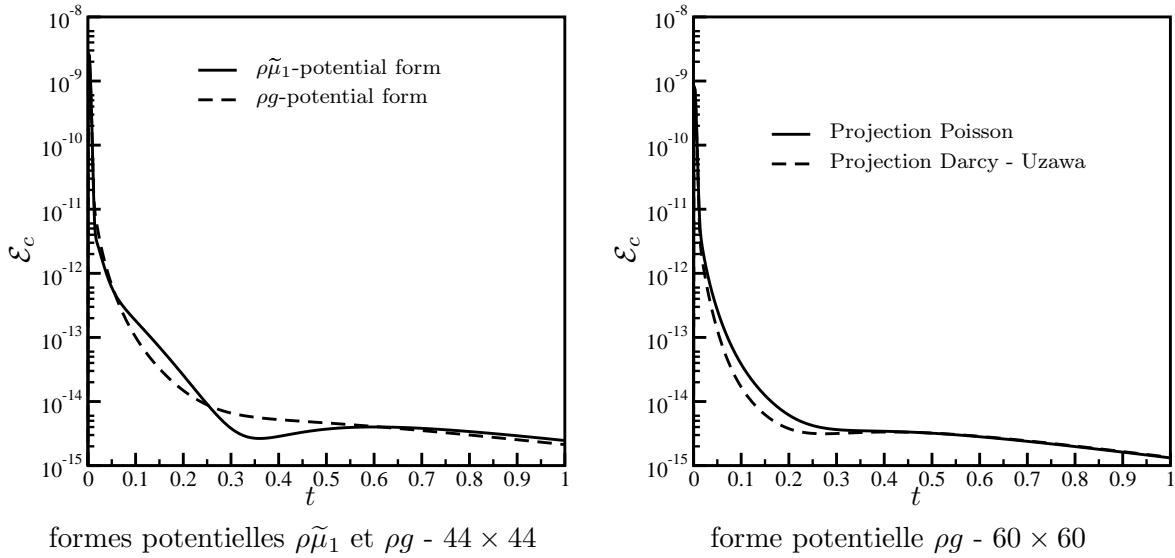 10⁻⁸
10⁻⁹
10⁻¹⁰
10⁻¹¹
10⁻¹²
10⁻¹³
10⁻¹⁴
10⁻¹⁵
ℰ_c
ρμ̃₁-potential form
ρg-potential form
0 0.1 0.2 0.3 0.4 0.5 0.6 0.7 0.8 0.9 1
t
formes potentielles ρμ̃₁ et ρg - 44 × 44
10⁻⁸
10⁻⁹
10⁻¹⁰
10⁻¹¹
10⁻¹²
10⁻¹³
10⁻¹⁴
10⁻¹⁵
ℰ_c
Projection Poisson
Projection Darcy - Uzawa
0 0.1 0.2 0.3 0.4 0.5 0.6 0.7 0.8 0.9 1
t
forme potentielle ρg - 60 × 60